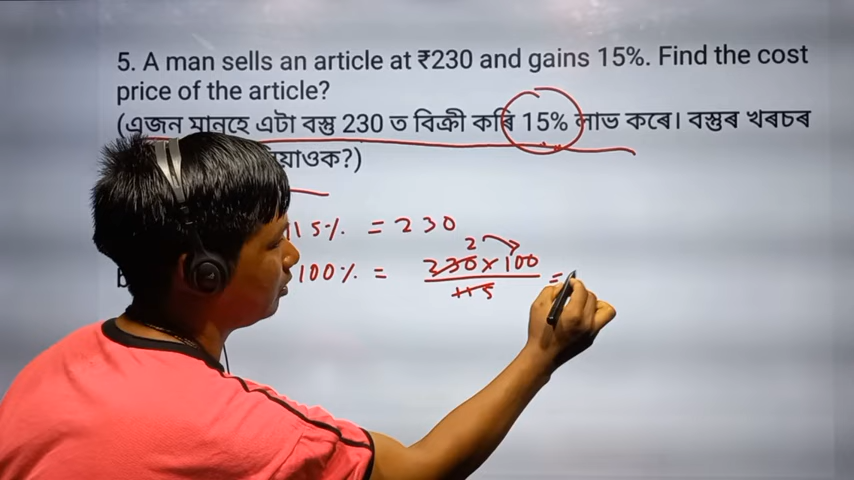 5. A man sells an article at ₹230 and gains 15%. Find the cost
price of the article?
(এজন মানুহে এটা বস্তু 230 ত বিক্ৰী কৰি 15% লাভ কৰে। বস্তুৰ খৰচৰ
115% = 230
2
100% = 230 × 100 =
115